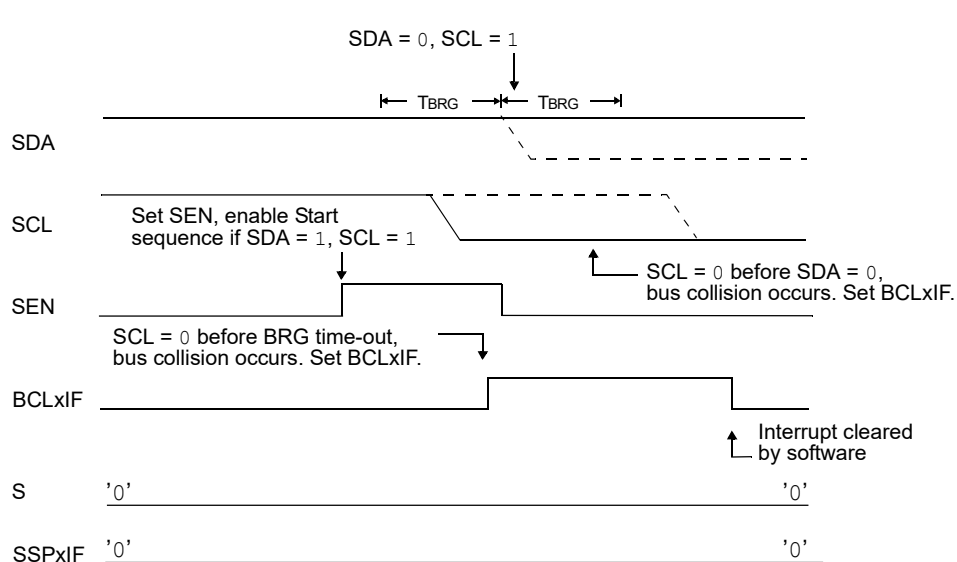 SDA = 0, SCL = 1
TBRG TBRG
SDA
SCL
Set SEN, enable Start
sequence if SDA = 1, SCL = 1
SCL = 0 before SDA = 0,
bus collision occurs. Set BCLxIF.
SEN
SCL = 0 before BRG time-out,
bus collision occurs. Set BCLxIF.
BCLxIF
Interrupt cleared
by software
S '0' '0'
SSPxIF '0' '0'